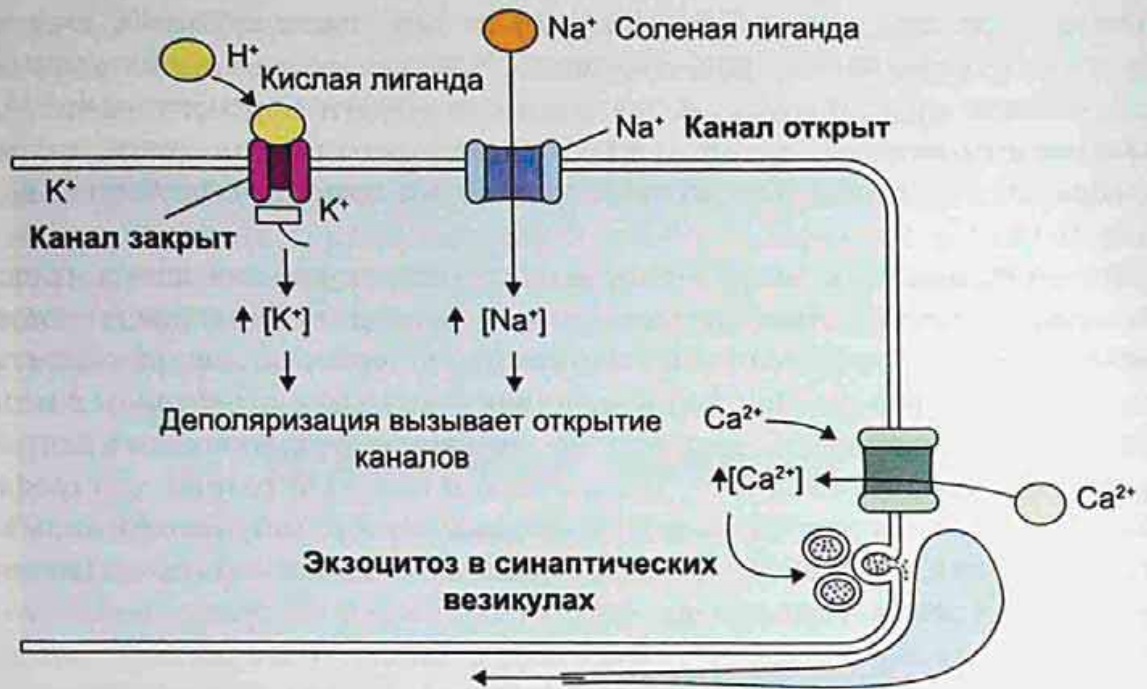 H⁺
Кислая лиганда
Na⁺ Соленая лиганда
Na⁺ Канал открыт
K⁺
K⁺
Канал закрыт
[K⁺]
[Na⁺]
Деполяризация вызывает открытие
каналов
Ca²⁺
[Ca²⁺]
Ca²⁺
Экзоцитоз в синаптических
везикулах